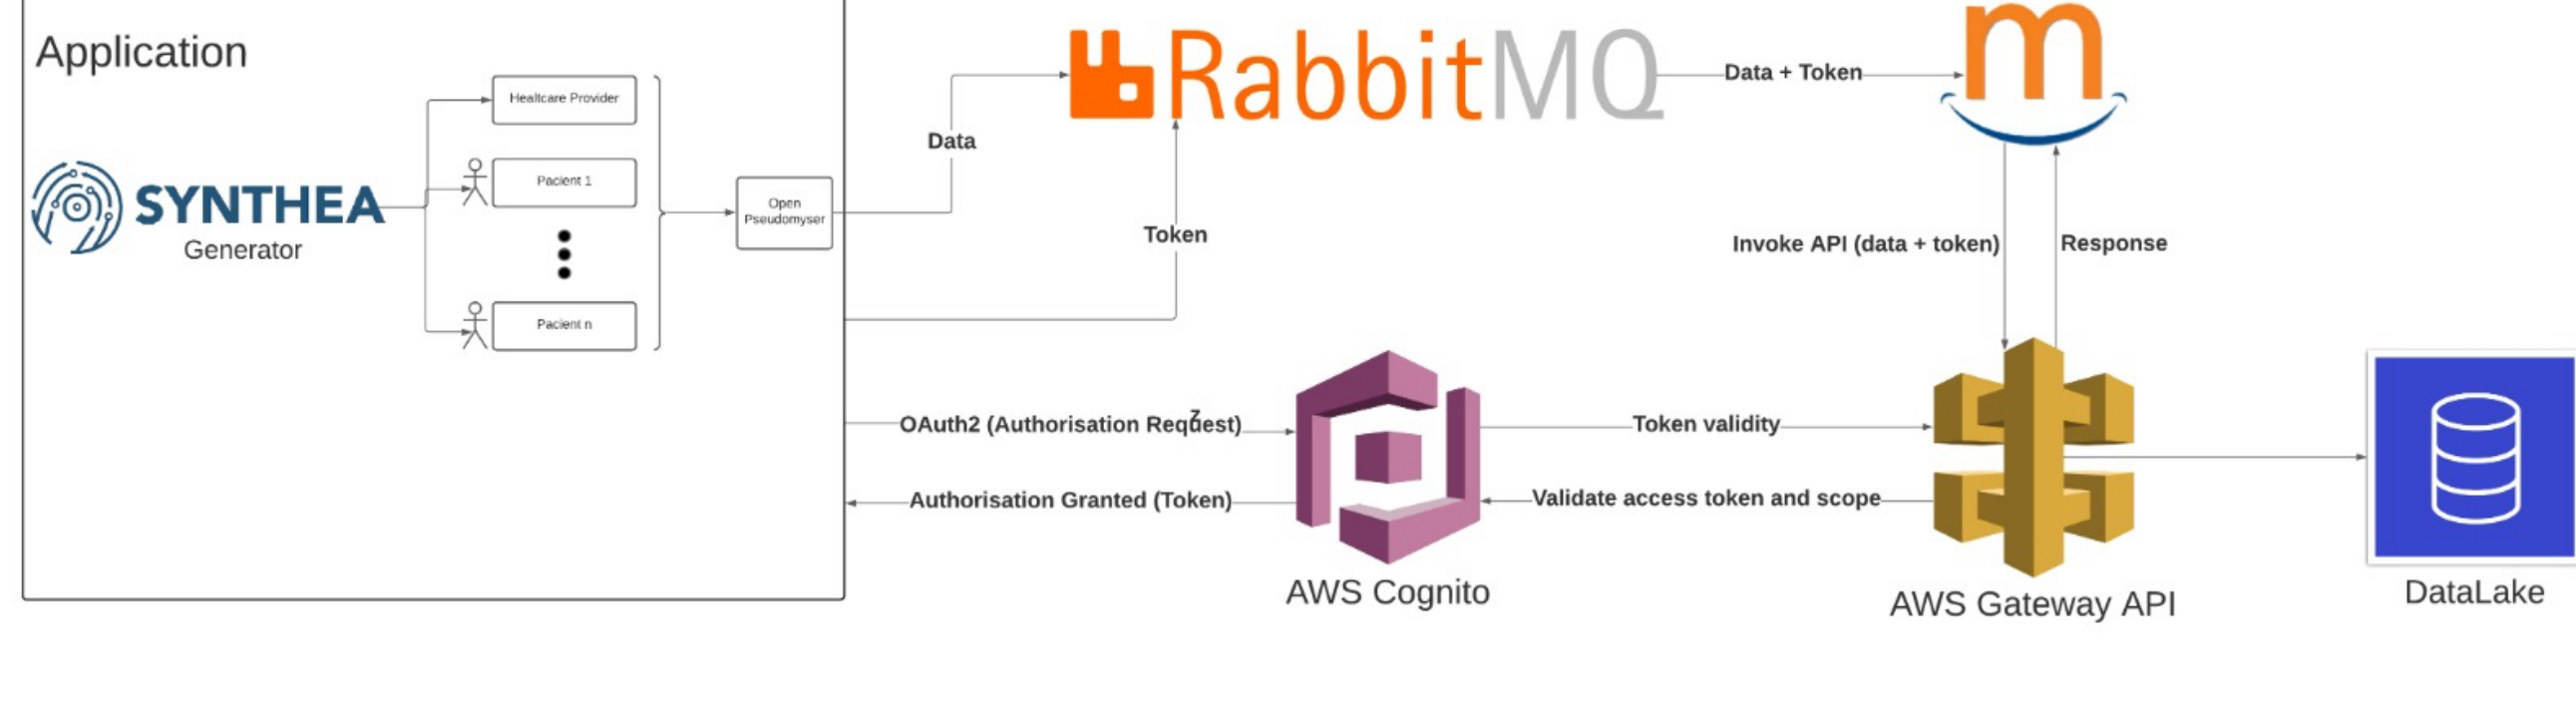 Application
Healtcare Provider
Pacient 1
Pacient n
SYNTHEA
Generator
Open
Pseudomyser
Data
Token
RabbitMQ
Data + Token
m
Invoke API (data + token)
Response
OAuth2 (Authorisation Request)
z
Authorisation Granted (Token)
Token validity
Validate access token and scope
AWS Cognito
AWS Gateway API
DataLake